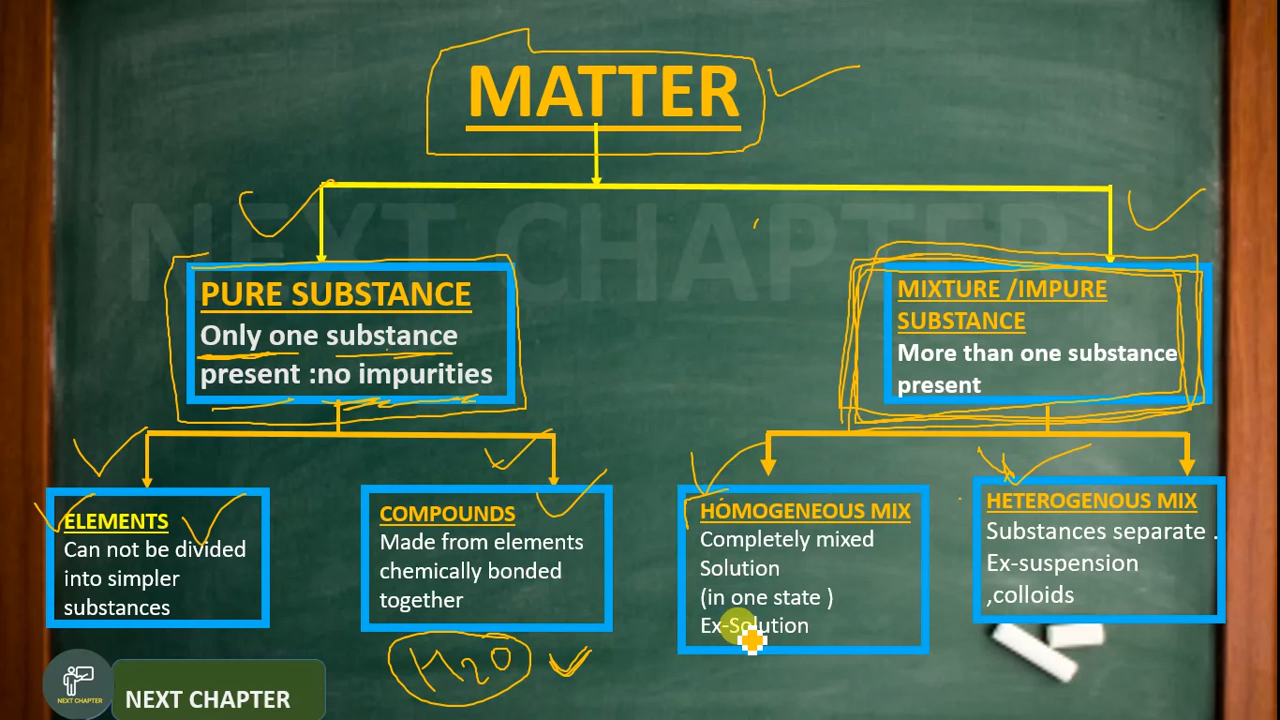 MATTER
NEXT CHAPTER
PURE SUBSTANCE
Only one substance
present :no impurities
MIXTURE /IMPURE
SUBSTANCE
More than one substance
present
ELEMENTS
Can not be divided
into simpler
substances
COMPOUNDS
Made from elements
chemically bonded
together
HOMOGENEOUS MIX
Completely mixed
Solution
(in one state )
Ex-Solution
HETEROGENOUS MIX
Substances separate .
Ex-suspension
,colloids
H2O
NEXT CHAPTER
NEXT CHAPTER